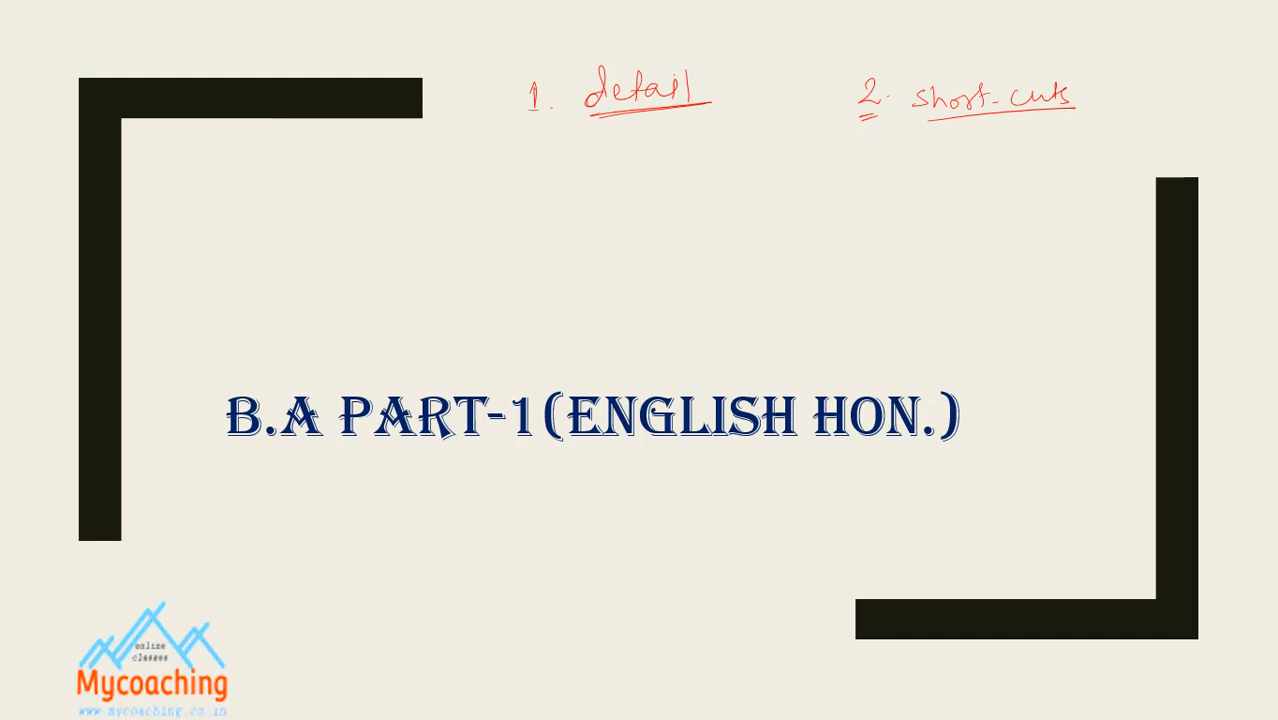 1. detail 2. short-cuts
B.A PART-1(ENGLISH HON.)
online
classes
Mycoaching
www.mycoaching.co.in